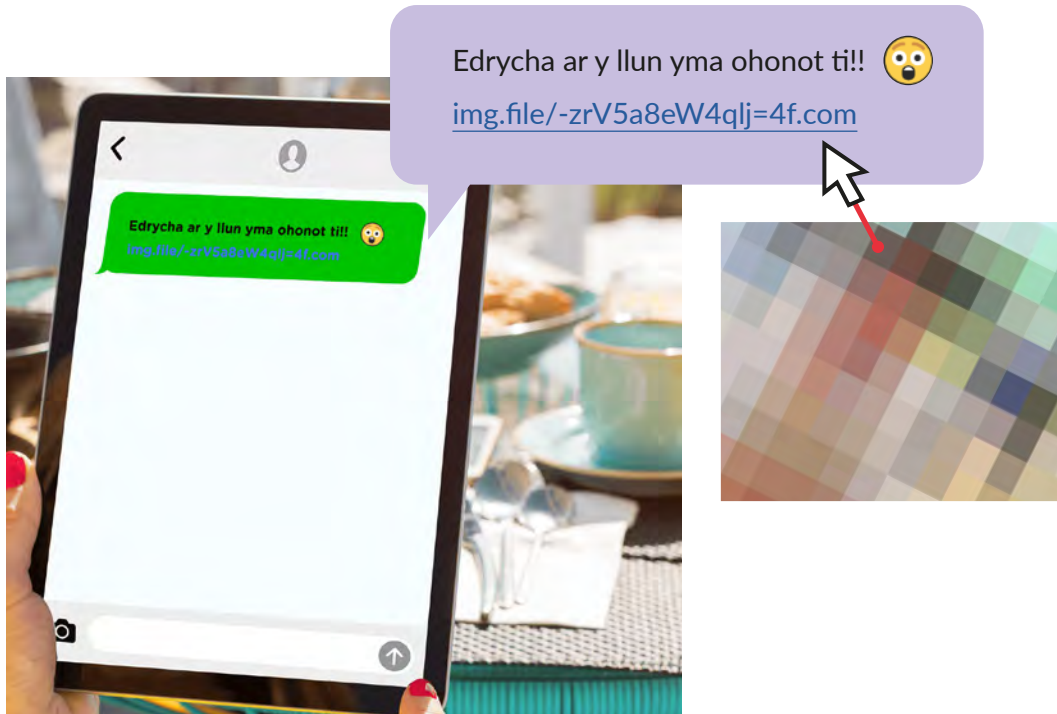 Edrycha ar y llun yma ohonot ti!! 😲
img.file/-zrV5a8eW4qlj=4f.com
Edrycha ar y llun yma ohonot ti!! 😲
img.file/-zrV5a8eW4qlj=4f.com